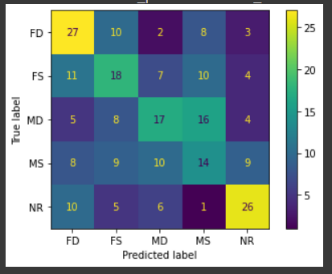 FD 27 10 2 8 3
FS 11 18 7 10 4
MD 5 8 17 16 4
MS 8 9 10 14 9
NR 10 5 6 1 26
FD FS MD MS NR
True label
Predicted label
25
20
15
10
5